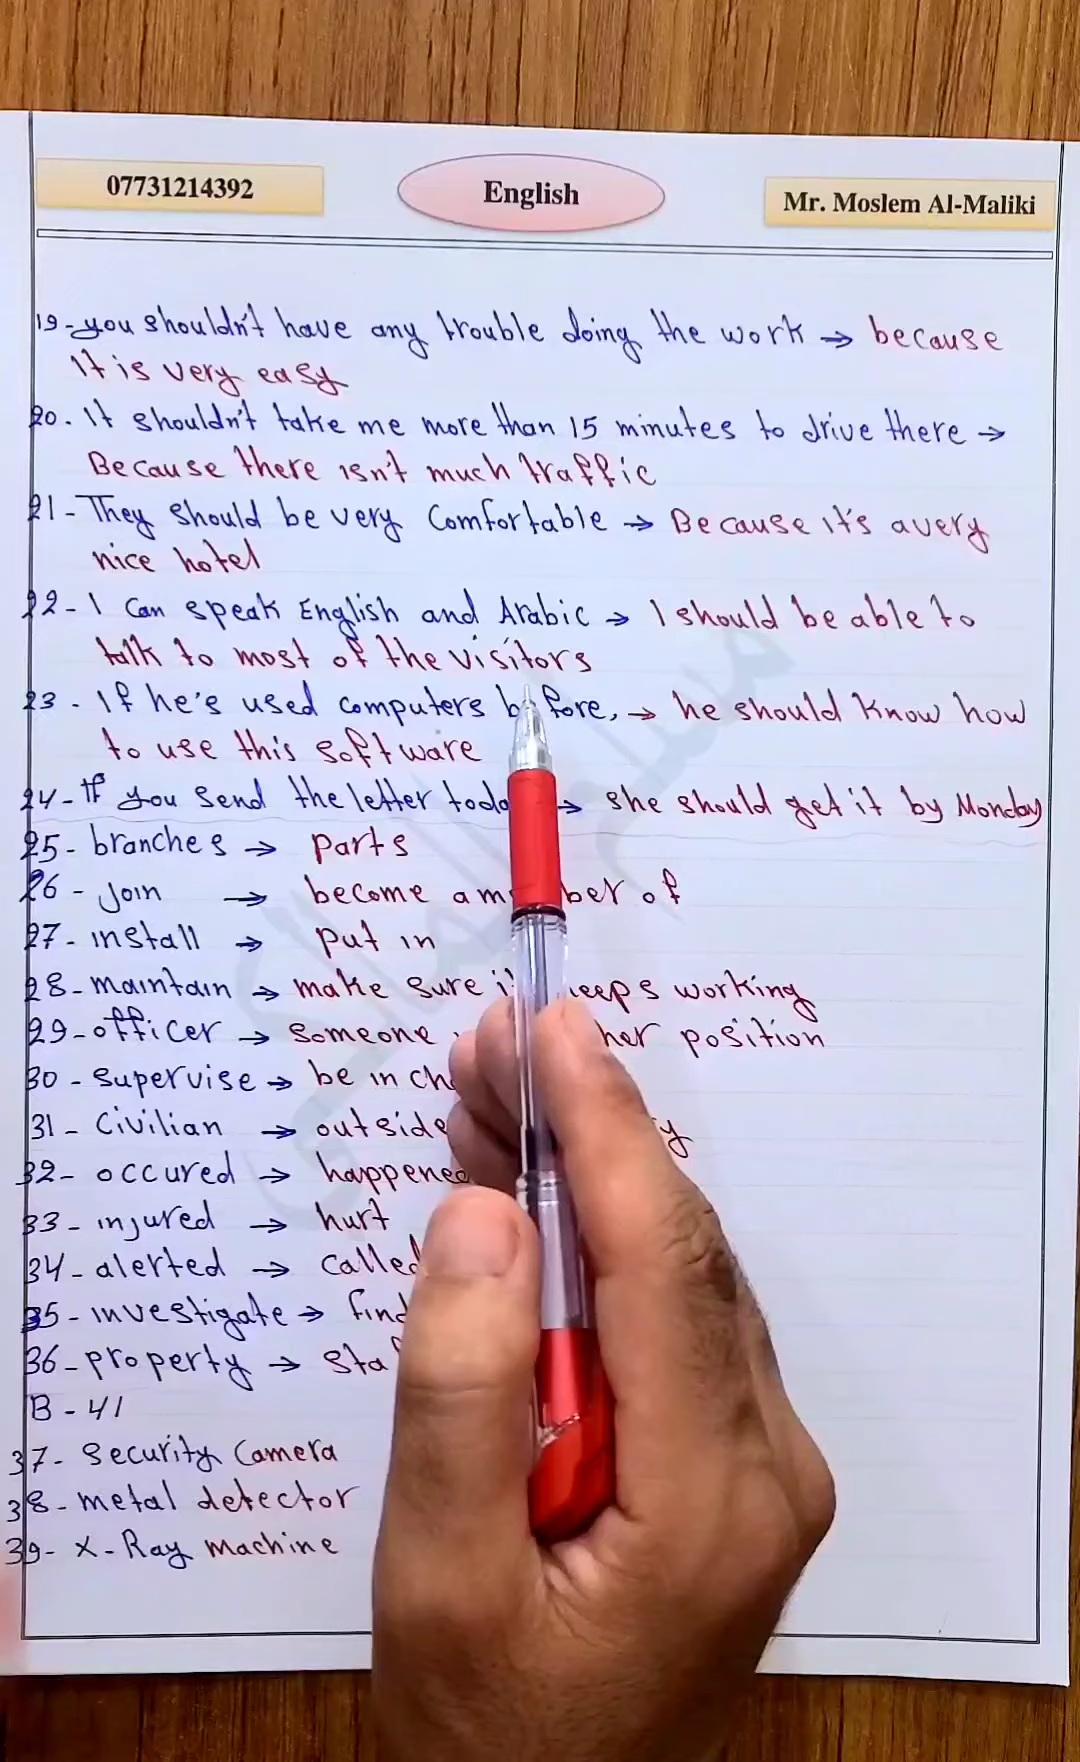 07731214392
English
Mr. Moslem Al-Maliki
19-you shouldn't have any trouble doing the work → because
It is very easy
20. It shouldn't take me more than 15 minutes to drive there →
Because there isn't much traffic
21-They should be very comfortable → Because it's a very
nice hotel
22-I can speak English and Arabic → I should be able to
talk to most of the visitors
23. If he's used computers before, → he should know how
to use this software
24-If you send the letter → she should get it by Monday
25-branches → parts
26-join → become a of
27-install → put in
28-maintain → make sure keeps working
29-officer → someone position
30-supervise → be in
31-Civilian → outside
32-occured → happened
33-injured → hurt
34-alerted → called
35-investigate → find
36-property →
B-41
37-Security Camera
38-metal detector
39-X-Ray machine